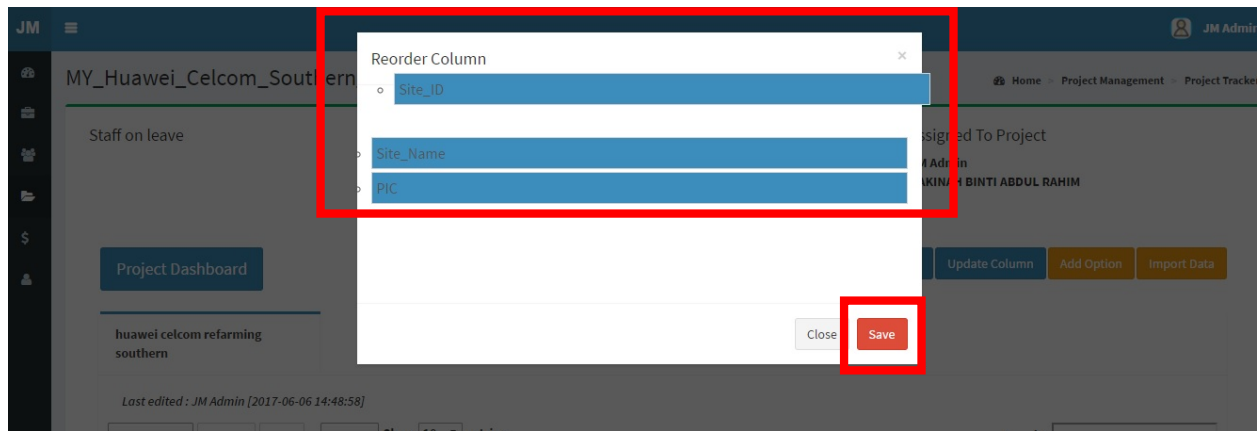 JM
JM Admin
Reorder Column
×
MY_Huawei_Celcom_Southern
Home > Project Management > Project Tracker
Site_ID
Staff on leave
Assigned To Project
Site_Name
JM Admin
PIC
BINTI ABDUL RAHIM
Project Dashboard
Update Column
Add Option
Import Data
huawei celcom refarming
southern
Close
Save
Last edited : JM Admin [2017-06-06 14:48:58]